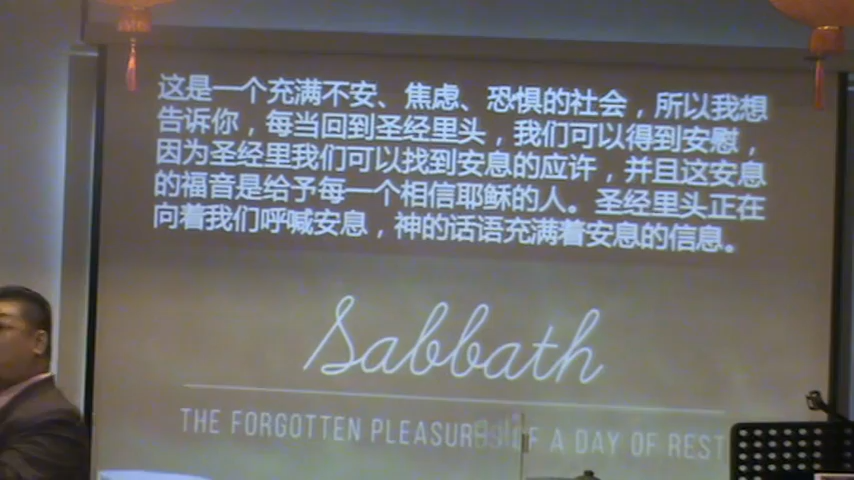 这是一个充满不安、焦虑、恐惧的社会，所以我想
告诉你，每当回到圣经里头，我们可以得到安慰，
因为圣经里我们可以找到安息的应许，并且这安息
的福音是给予每一个相信耶稣的人。圣经里头正在
向着我们呼喊安息，神的话语充满着安息的信息。
Sabbath
THE FORGOTTEN PLEASURES OF A DAY OF REST